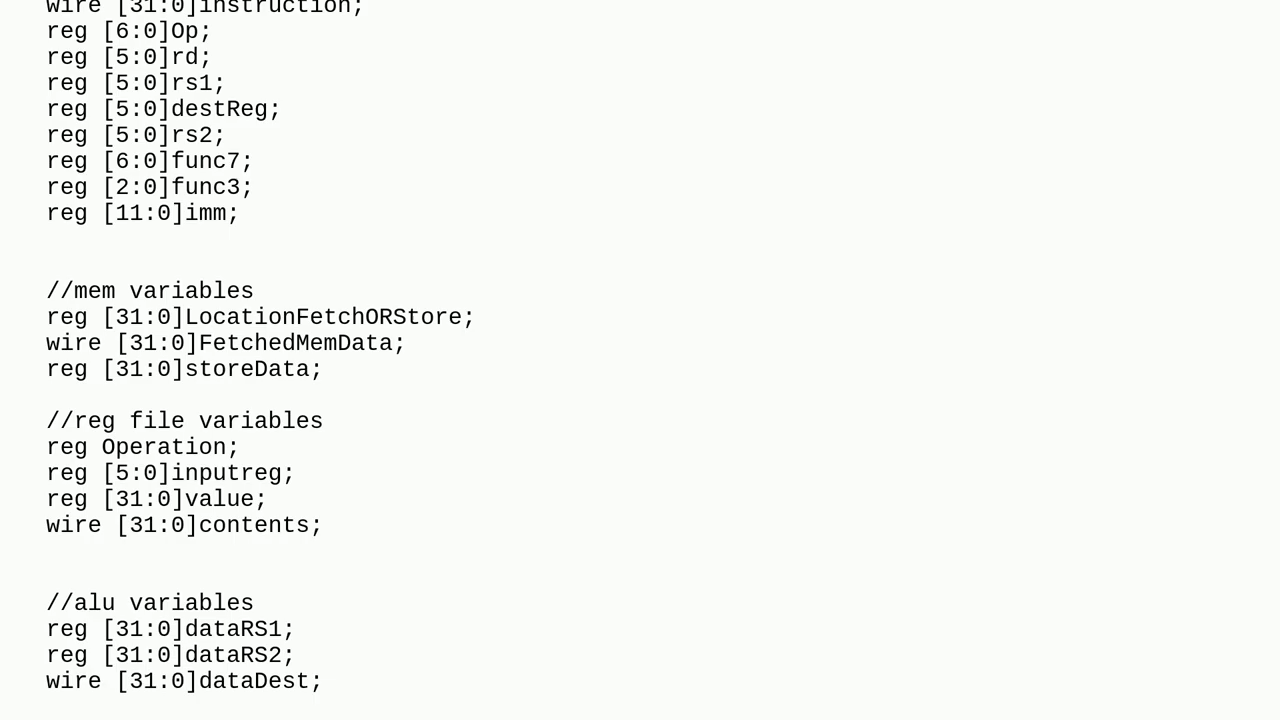 wire [31:0]instruction;
reg [6:0]Op;
reg [5:0]rd;
reg [5:0]rs1;
reg [5:0]destReg;
reg [5:0]rs2;
reg [6:0]func7;
reg [2:0]func3;
reg [11:0]imm;
//mem variables
reg [31:0]LocationFetchORStore;
wire [31:0]FetchedMemData;
reg [31:0]storeData;
//reg file variables
reg Operation;
reg [5:0]inputreg;
reg [31:0]value;
wire [31:0]contents;
//alu variables
reg [31:0]dataRS1;
reg [31:0]dataRS2;
wire [31:0]dataDest;